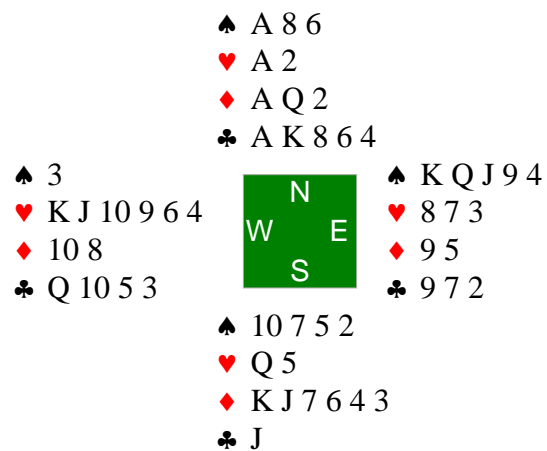 ♠ A 8 6
♥ A 2
♦ A Q 2
♣ A K 8 6 4
♠ 3
♥ K J 10 9 6 4
♦ 10 8
♣ Q 10 5 3
N
W E
S
♠ K Q J 9 4
♥ 8 7 3
♦ 9 5
♣ 9 7 2
♠ 10 7 5 2
♥ Q 5
♦ K J 7 6 4 3
♣ J